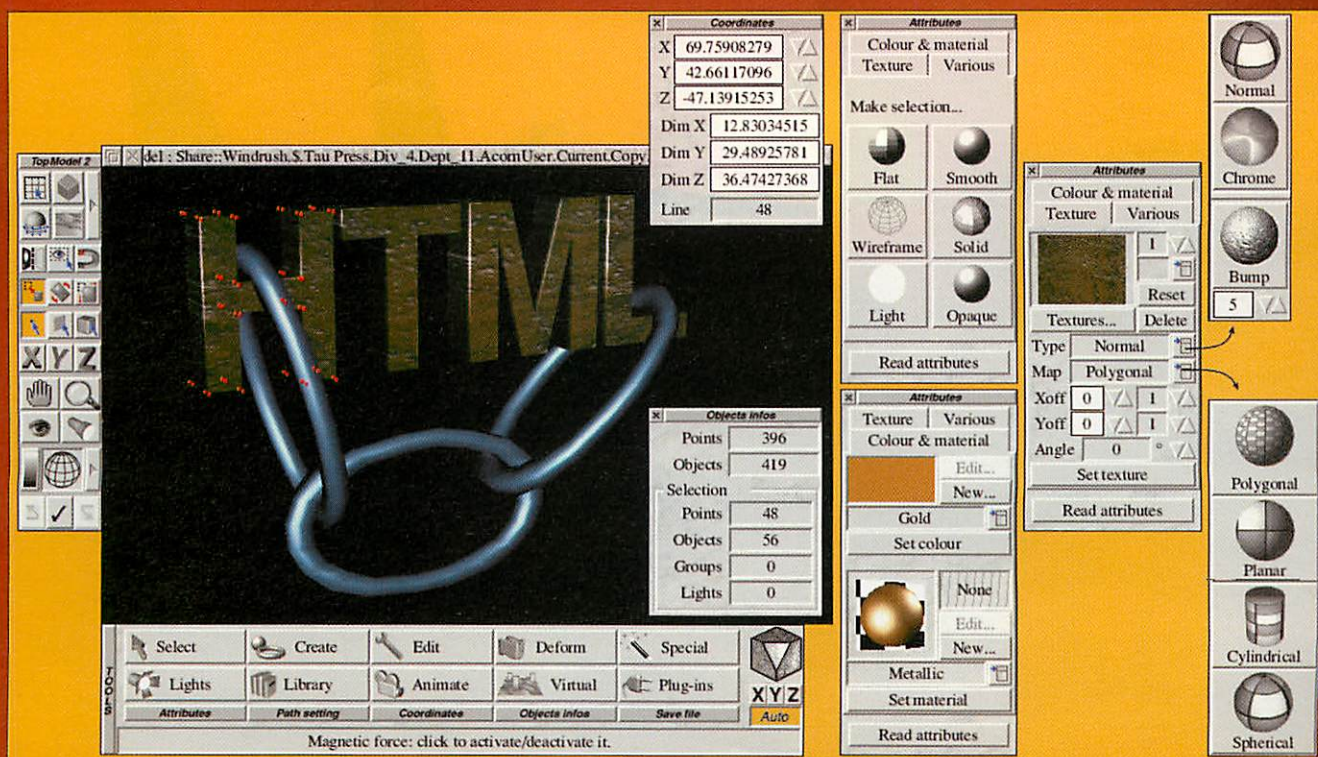 TopModel 2
X Y Z
del : Share::Windrush.$.Tau Press.Div_4.Dept_11.AcornUser.Current.Copy
HTML
Coordinates
X 69.75908279
Y 42.66117096
Z -47.13915253
Dim X 12.83034515
Dim Y 29.48925781
Dim Z 36.47427368
Line 48
Objects infos
Points 396
Objects 419
Selection
Points 48
Objects 56
Groups 0
Lights 0
TOOLS
Select Create Edit Deform Special
Lights Library Animate Virtual Plug-ins
Attributes Path setting Coordinates Objects infos Save file
X Y Z
Auto
Magnetic force: click to activate/deactivate it.
Attributes
Colour & material
Texture Various
Make selection...
Flat Smooth
Wireframe Solid
Light Opaque
Read attributes
Attributes
Texture Various
Colour & material
Edit...
New...
Gold
Set colour
None
Edit...
New...
Metallic
Set material
Read attributes
Attributes
Colour & material
Texture Various
1
Reset
Textures... Delete
Type Normal
Map Polygonal
Xoff 0 1
Yoff 0 1
Angle 0 °
Set texture
Read attributes
Normal
Chrome
Bump
5
Polygonal
Planar
Cylindrical
Spherical